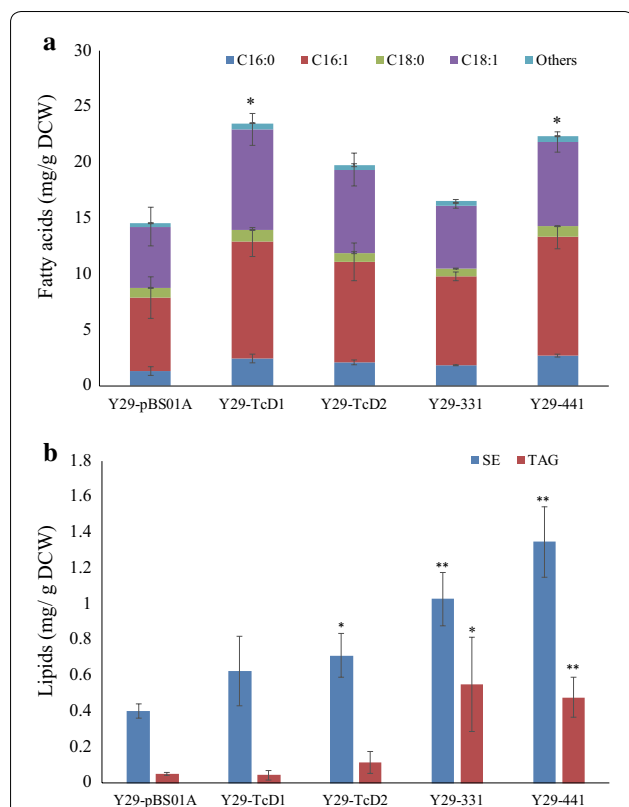 a
30
25
20
15
10
5
0
Fatty acids (mg/g DCW)
C16:0 C16:1 C18:0 C18:1 Others
* *
Y29-pBS01A Y29-TcD1 Y29-TcD2 Y29-331 Y29-441
b
1.8
1.6
1.4
1.2
1
0.8
0.6
0.4
0.2
0
Lipids (mg/ g DCW)
SE TAG
* ** * ** **
Y29-pBS01A Y29-TcD1 Y29-TcD2 Y29-331 Y29-441